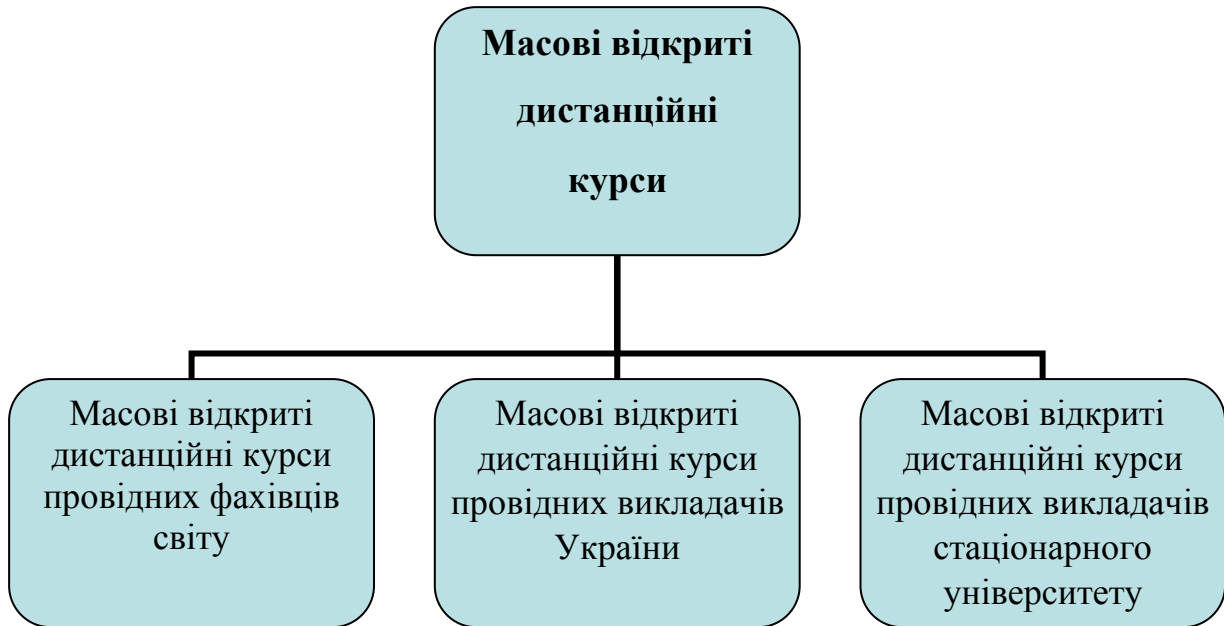 Масові відкриті
дистанційні
курси
Масові відкриті
дистанційні курси
провідних фахівців
світу
Масові відкриті
дистанційні курси
провідних викладачів
України
Масові відкриті
дистанційні курси
провідних викладачів
стаціонарного
університету